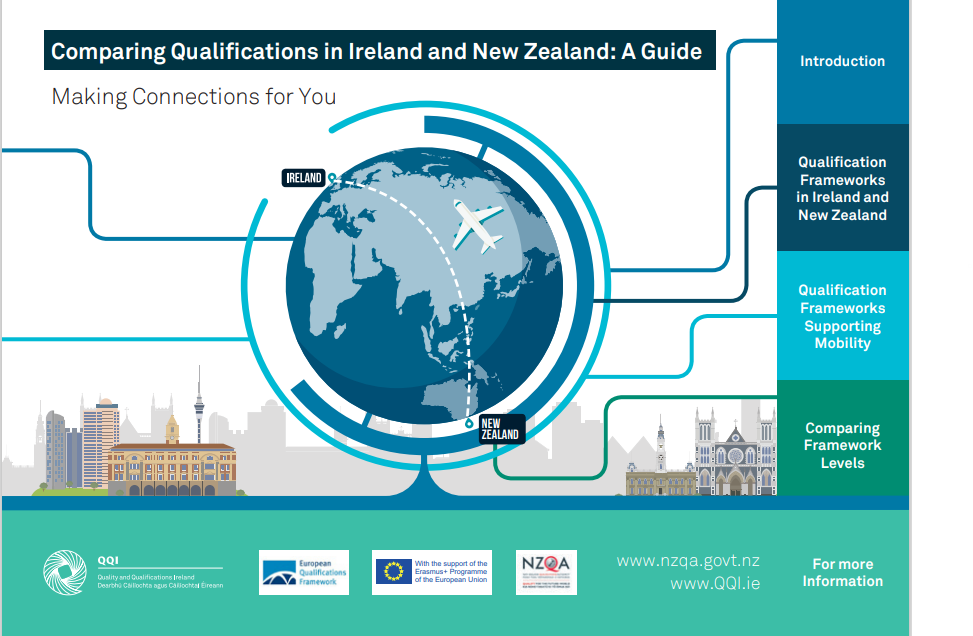 Comparing Qualifications in Ireland and New Zealand: A Guide
Making Connections for You
IRELAND
NEW
ZEALAND
Introduction
Qualification
Frameworks
in Ireland and
New Zealand
Qualification
Frameworks
Supporting
Mobility
Comparing
Framework
Levels
QQI
Quality and Qualifications Ireland
Dearbhú Cáilíochta agus Cáilíochtaí Éireann
European
Qualifications
Framework
With the support of the
Erasmus+ Programme
of the European Union
NZQA
www.nzqa.govt.nz
www.QQI.ie
For more
Information